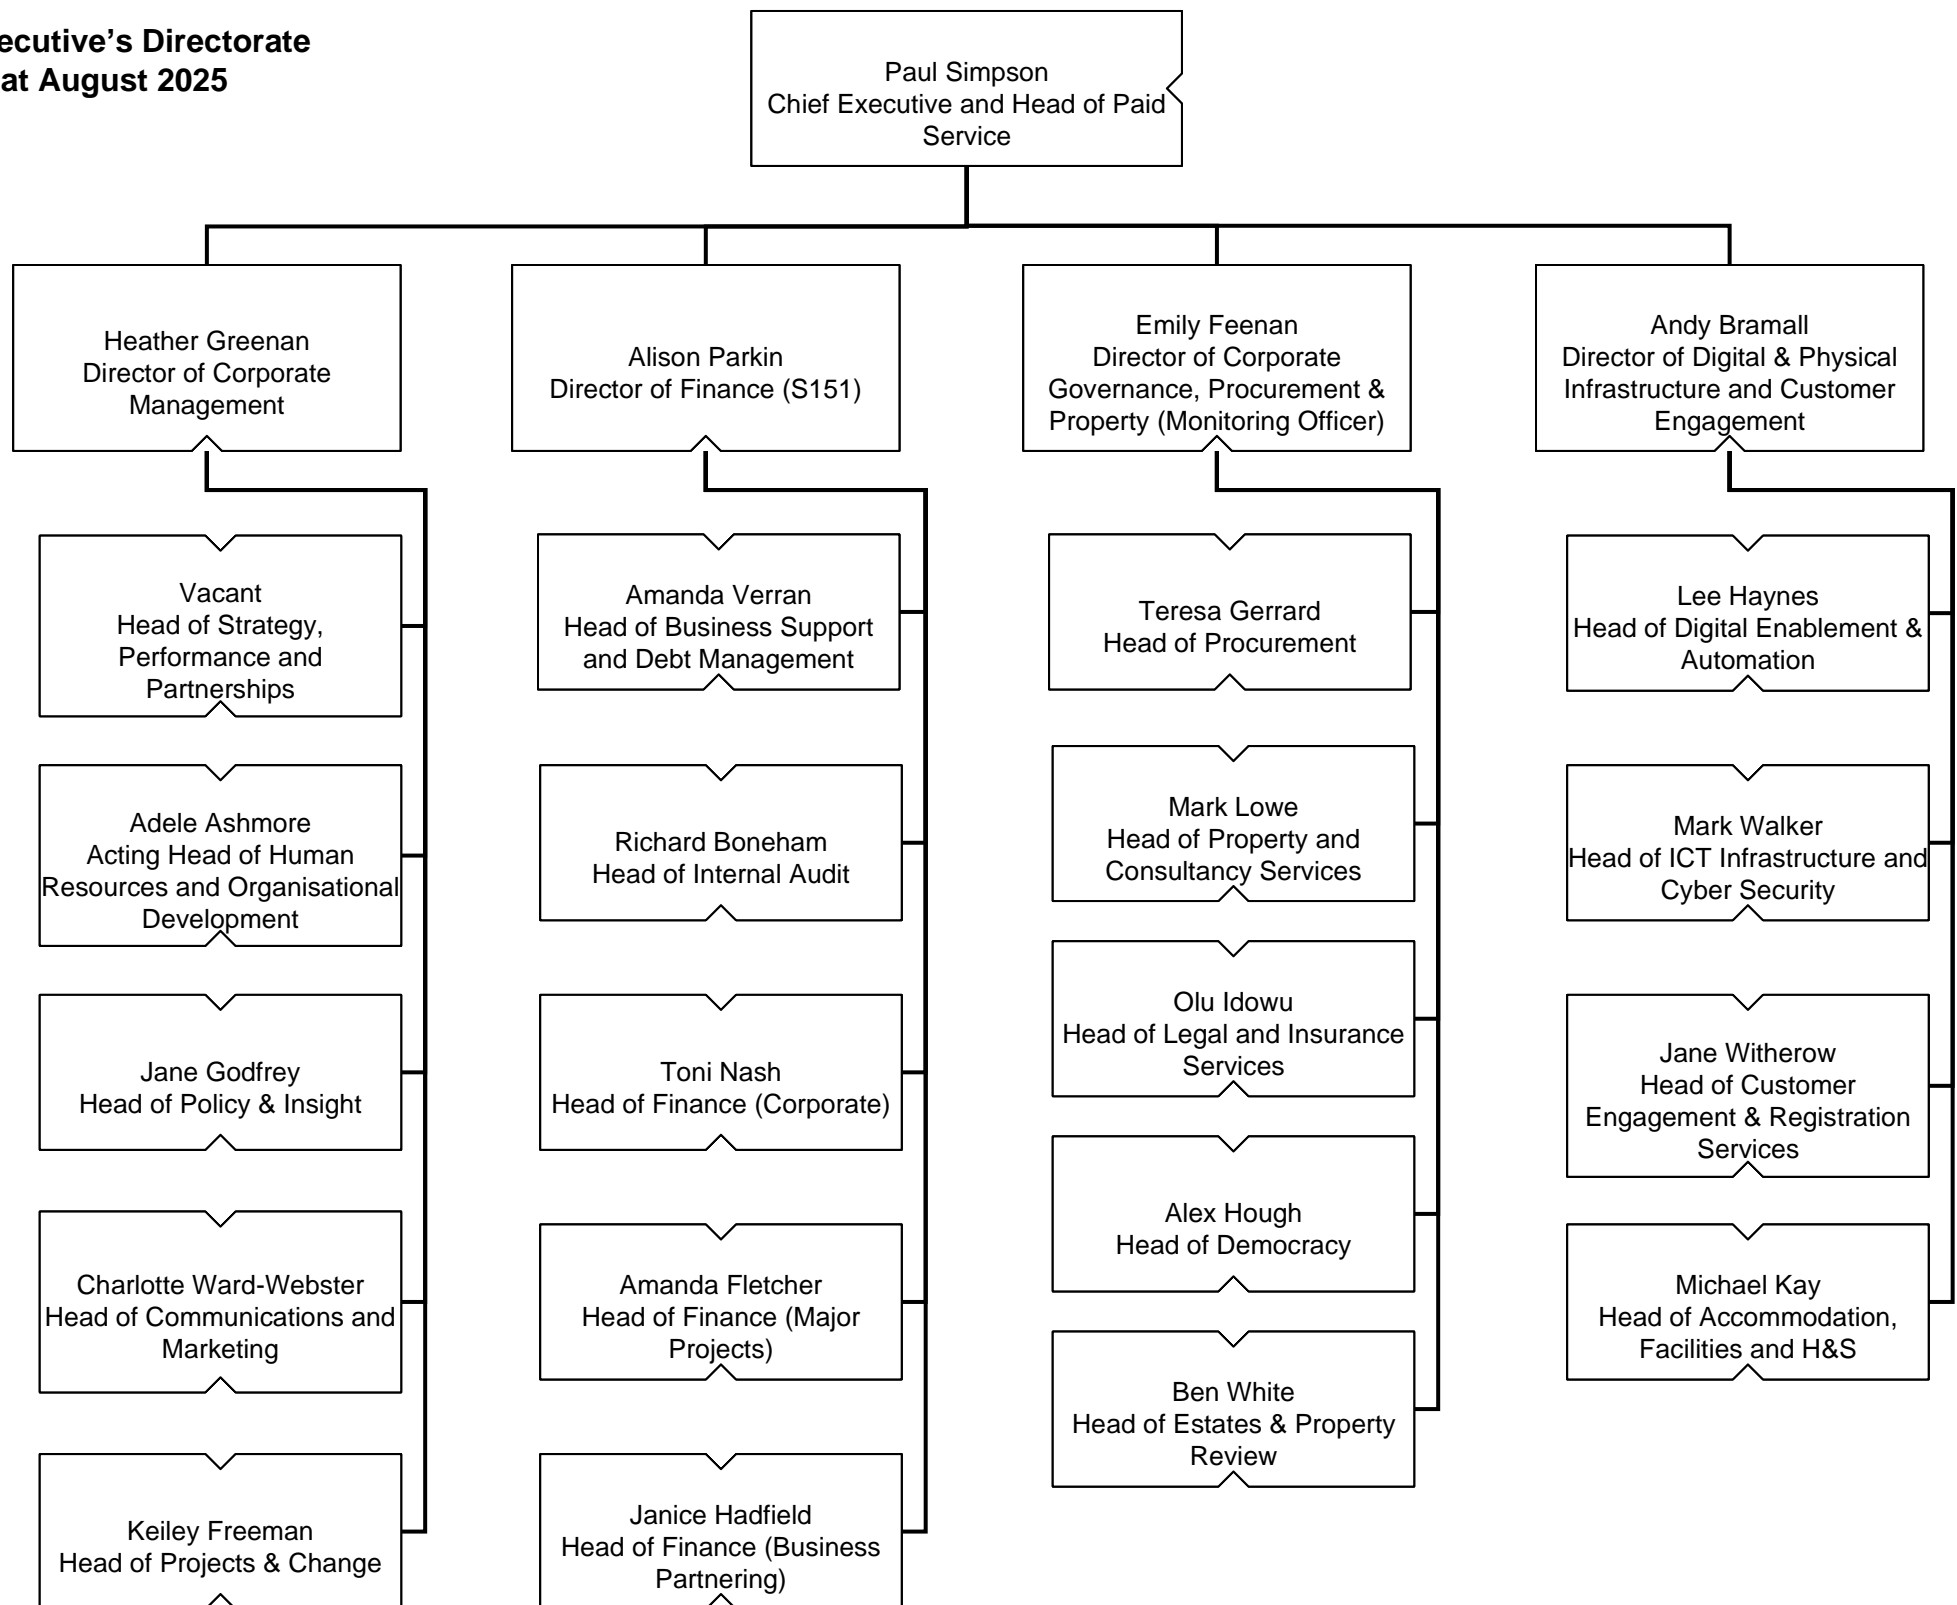 ecutive’s Directorate
at August 2025
Paul Simpson
Chief Executive and Head of Paid
Service
Heather Greenan
Director of Corporate
Management
Alison Parkin
Director of Finance (S151)
Emily Feenan
Director of Corporate
Governance, Procurement &
Property (Monitoring Officer)
Andy Bramall
Director of Digital & Physical
Infrastructure and Customer
Engagement
Vacant
Head of Strategy,
Performance and
Partnerships
Adele Ashmore
Acting Head of Human
Resources and Organisational
Development
Jane Godfrey
Head of Policy & Insight
Charlotte Ward-Webster
Head of Communications and
Marketing
Keiley Freeman
Head of Projects & Change
Amanda Verran
Head of Business Support
and Debt Management
Richard Boneham
Head of Internal Audit
Toni Nash
Head of Finance (Corporate)
Amanda Fletcher
Head of Finance (Major
Projects)
Janice Hadfield
Head of Finance (Business
Partnering)
Teresa Gerrard
Head of Procurement
Mark Lowe
Head of Property and
Consultancy Services
Olu Idowu
Head of Legal and Insurance
Services
Alex Hough
Head of Democracy
Ben White
Head of Estates & Property
Review
Lee Haynes
Head of Digital Enablement &
Automation
Mark Walker
Head of ICT Infrastructure and
Cyber Security
Jane Witherow
Head of Customer
Engagement & Registration
Services
Michael Kay
Head of Accommodation,
Facilities and H&S